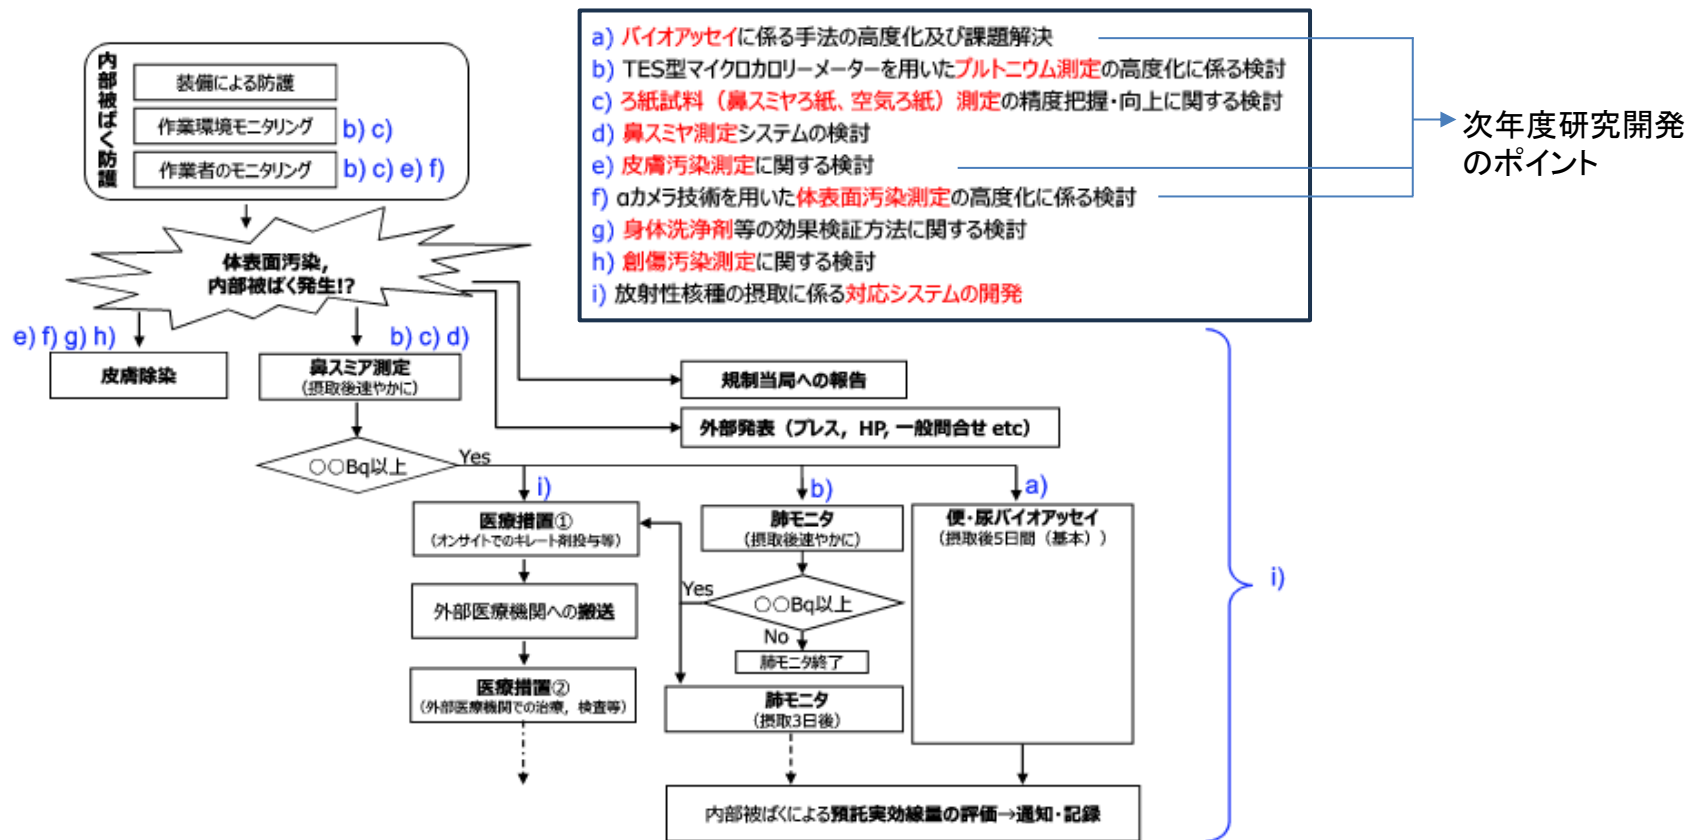 内部被ばく防護
装備による防護
作業環境モニタリング
b) c)
作業者のモニタリング
b) c) e) f)
a) バイオアッセイに係る手法の高度化及び課題解決
b) TES型マイクロカロリーメーターを用いたプルトニウム測定の高度化に係る検討
c) ろ紙試料（鼻スミヤろ紙、空気ろ紙）測定の精度把握・向上に関する検討
d) 鼻スミヤ測定システムの検討
e) 皮膚汚染測定に関する検討
f) αカメラ技術を用いた体表面汚染測定の高度化に係る検討
g) 身体洗浄剤等の効果検証方法に関する検討
h) 創傷汚染測定に関する検討
i) 放射性核種の摂取に係る対応システムの開発
次年度研究開発
のポイント
体表面汚染,
内部被ばく発生!?
e) f) g) h)
皮膚除染
b) c) d)
鼻スミア測定
（摂取後速やかに）
規制当局への報告
外部発表（プレス，HP, 一般問合せ etc）
○○Bq以上
Yes
i)
医療措置①
（オンサイトでのキレート剤投与等）
外部医療機関への搬送
医療措置②
（外部医療機関での治療，検査等）
b)
肺モニタ
（摂取後速やかに）
Yes
○○Bq以上
No
肺モニタ終了
肺モニタ
（摂取3日後）
a)
便・尿バイオアッセイ
（摂取後5日間（基本））
i)
内部被ばくによる預託実効線量の評価→通知・記録